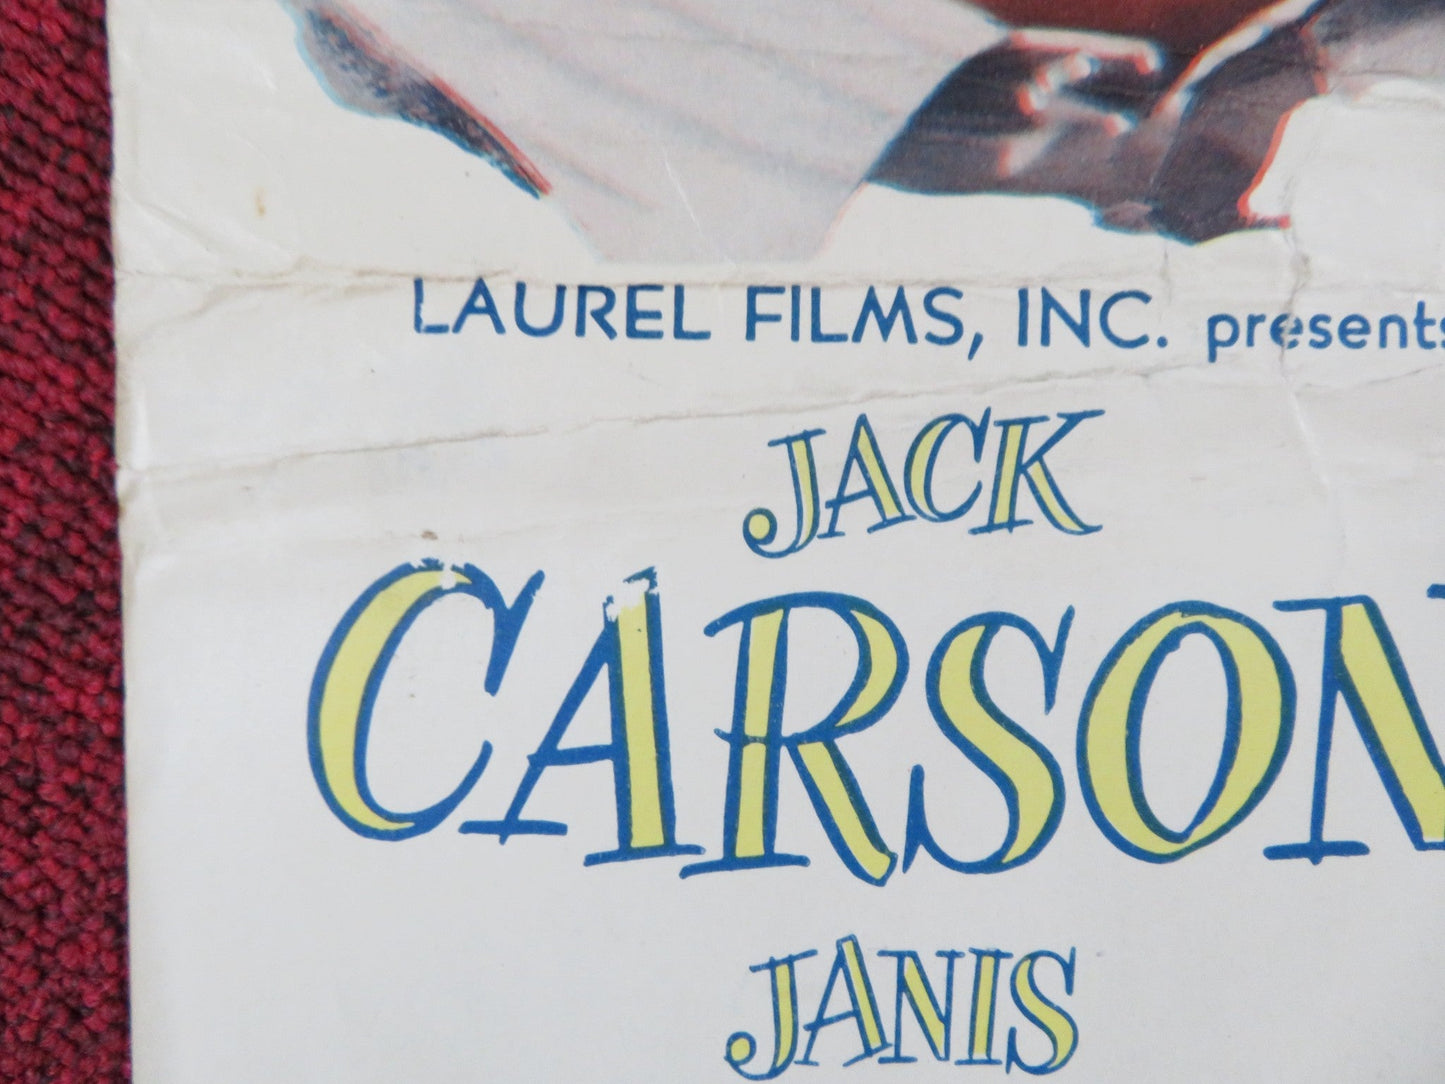 LAUREL FILMS, INC. presents
JACK
CARSON
JANIS